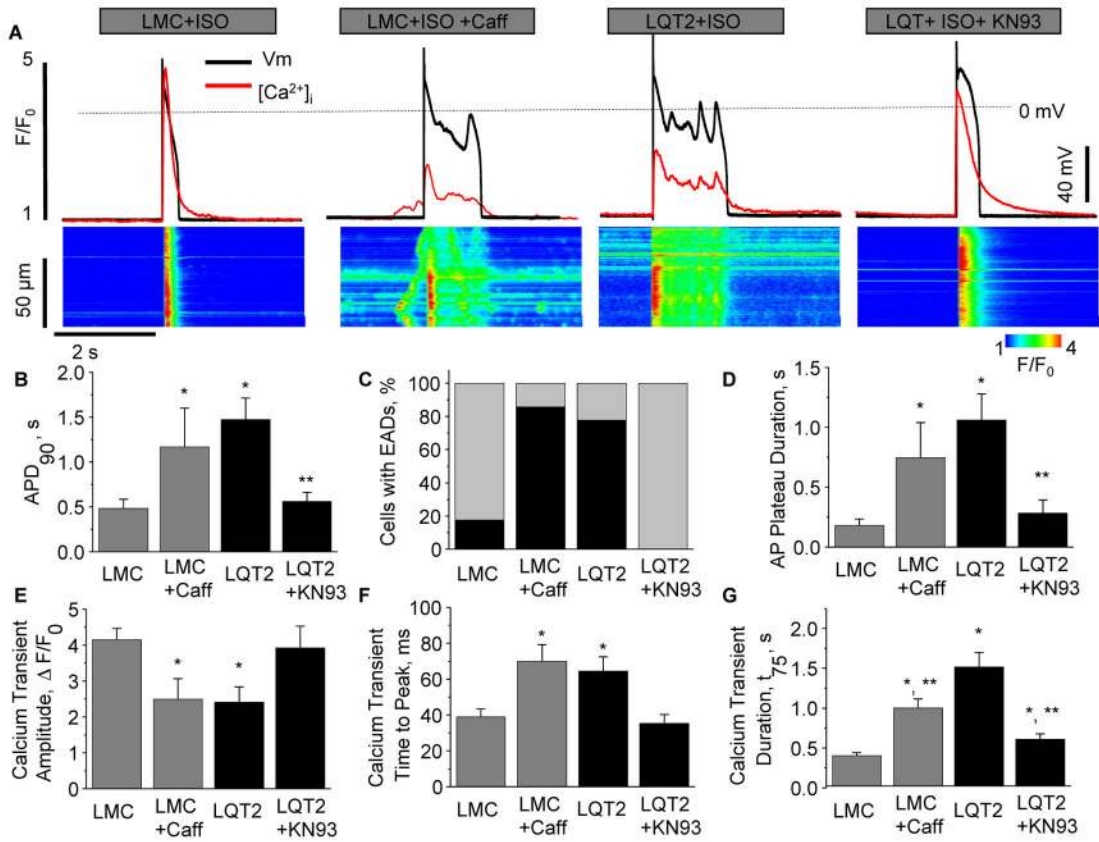 LMC+ISO
LMC+ISO +Caff
LQT2+ISO
LQT+ ISO+ KN93
A
5
F/F0
1
Vm
[Ca2+]i
0 mV
40 mV
50 µm
2 s
1 4
F/F0
B
APD90, s
2.0
1.5
1.0
0.5
0.0
* * **
LMC
LMC +Caff
LQT2
LQT2 +KN93
C
Cells with EADs, %
100
80
60
40
20
0
LMC
LMC +Caff
LQT2
LQT2 +KN93
D
AP Plateau Duration, s
1.5
1.0
0.5
0.0
* * **
LMC
LMC +Caff
LQT2
LQT2 +KN93
E
Calcium Transient
Amplitude, Δ F/F0
5
4
3
2
1
0
* *
LMC
LMC +Caff
LQT2
LQT2 +KN93
F
Calcium Transient
Time to Peak, ms
100
80
60
40
20
0
* *
LMC
LMC +Caff
LQT2
LQT2 +KN93
G
Calcium Transient
Duration, t75, s
2.0
1.5
1.0
0.5
0.0
*, ** * *, **
LMC
LMC +Caff
LQT2
LQT2 +KN93